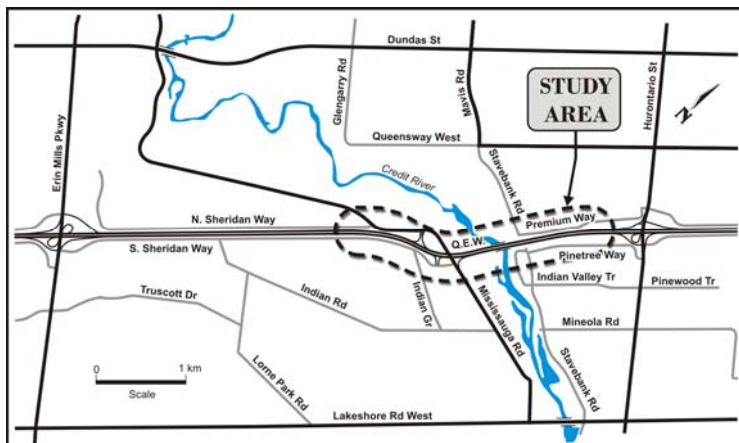 Dundas St
Glengarry Rd
Mavis Rd
STUDY
AREA
Hurontario St
N
Erin Mills Pkwy
Queensway West
Stavebank Rd
Credit River
N. Sheridan Way
Premium Way
S. Sheridan Way
Q.E.W.
Pinetree Way
Indian Valley Tr
Pinewood Tr
Truscott Dr
Indian Rd
Indian Gr
Mississauga Rd
Mineola Rd
0 1 km
Scale
Lorne Park Rd
Stavebank Rd
Lakeshore Rd West